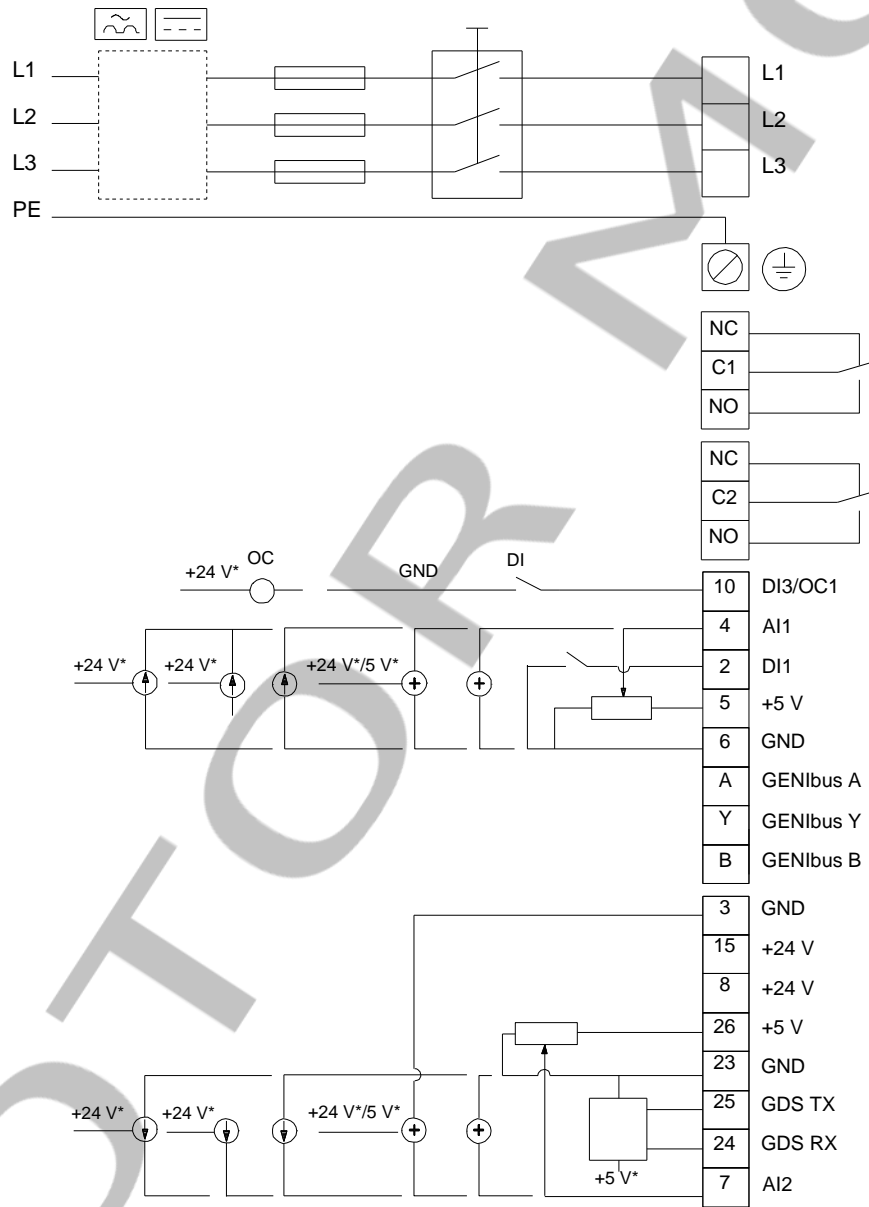 L1 L1
L2 L2
L3 L3
PE
NC
C1
NO
NC
C2
NO
+24 V* OC GND DI 10 DI3/OC1
4 AI1
+24 V* +24 V* +24 V*/5 V* 2 DI1
5 +5 V
6 GND
A GENIbus A
Y GENIbus Y
B GENIbus B
3 GND
15 +24 V
8 +24 V
26 +5 V
23 GND
+24 V* +24 V* +24 V*/5 V* 25 GDS TX
24 GDS RX
+5 V* 7 AI2
OTOR MO